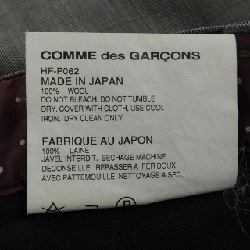 COMME des GARÇONS
HF-P062
MADE IN JAPAN
100% WOOL
DO NOT BLEACH. DO NOT TUMBLE
DRY. COVER WITH CLOTH, USE COOL
IRON. DRY CLEAN ONLY.
FABRIQUE AU JAPON
100% LAINE
JAVEL INTERDIT. SECHAGE MACHINE
DECONSEILLE. REPASSER A FER DOUX
AVEC PATTEMOUILLE. NETTOYAGE A SEC.